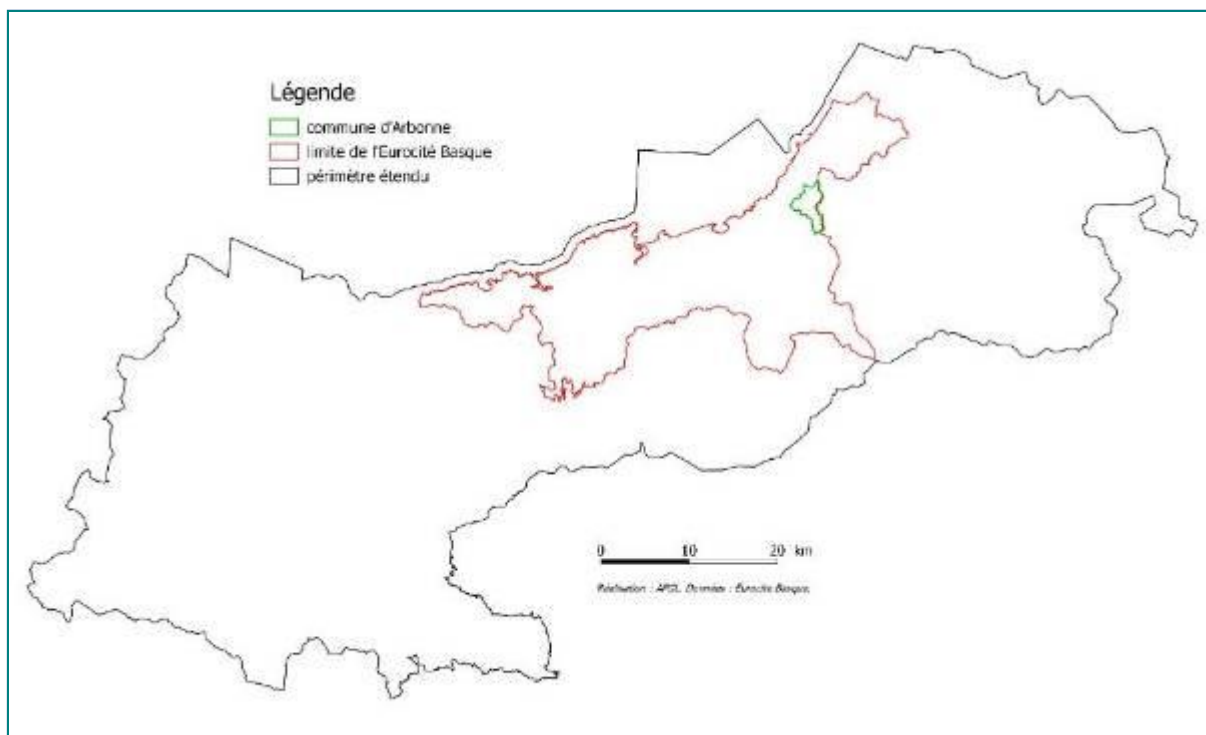 Légende
commune d'Arbonne
limite de l'Eurocité Basque
périmètre étendu
0 10 20 km
Réalisation : APGL. Données : Eurocité Basque.